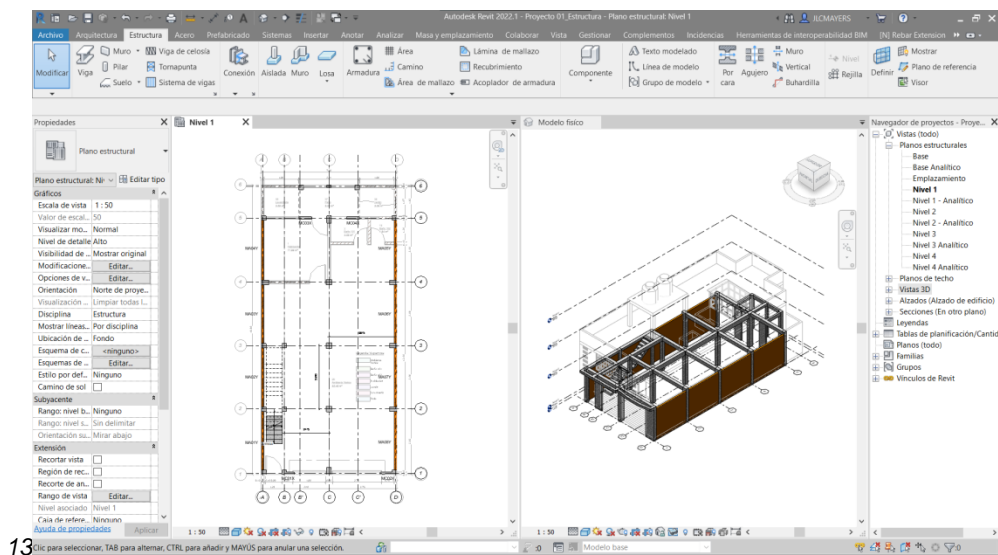 Autodesk Revit 2022.1 - Proyecto 01_Estructura - Plano estructural: Nivel 1
JLCMAYERS
Archivo Arquitectura Estructura Acero Prefabricado Sistemas Insertar Anotar Analizar Masa y emplazamiento Colaborar Vista Gestionar Complementos Incidencias Herramientas de interoperabilidad BIM [N] Rebar Extension
Muro Viga de celosía
Pilar Tornapunta
Suelo Sistema de vigas
Modificar Viga Conexión Aislada Muro Losa Armadura
Área Lámina de mallazo
Camino Recubrimiento
Área de mallazo Acoplador de armadura
Componente
Texto modelado
Línea de modelo
Grupo de modelo
Por cara Agujero
Muro
Vertical
Buhardilla
Nivel
Rejilla
Definir
Mostrar
Plano de referencia
Visor
Propiedades X
Plano estructural
Plano estructural: Niv
Editar tipo
Gráficos
Escala de vista 1 : 50
Valor de escal... 50
Visualizar mo... Normal
Nivel de detalle Alto
Visibilidad de ... Mostrar original
Modificacione... Editar...
Opciones de v... Editar...
Orientación Norte de proye...
Visualización ... Limpiar todas l...
Disciplina Estructura
Mostrar líneas... Por disciplina
Ubicación de ... Fondo
Esquema de c... <ninguno>
Esquemas de ... Editar...
Estilo por def... Ninguno
Camino de sol
Subyacente
Rango: nivel b... Ninguno
Rango: nivel s... Sin delimitar
Orientación su... Mirar abajo
Extensión
Recortar vista
Región de rec...
Recorte de an...
Rango de vista Editar...
Nivel asociado Nivel 1
Caja de refere... Ninguno
Ayuda de propiedades Aplicar
Nivel 1 X
6
5
4
3
2
1
A B B' C C' D
1 : 50
Modelo físico
1 : 50
Navegador de proyectos - Proye... X
Vistas (todo)
Planos estructurales
Base
Base Analítico
Emplazamiento
Nivel 1
Nivel 1 - Analítico
Nivel 2
Nivel 2 - Analítico
Nivel 3
Nivel 3 Analítico
Nivel 4
Nivel 4 Analítico
Planos de techo
Vistas 3D
Alzados (Alzado de edificio)
Secciones (En otro plano)
Leyendas
Tablas de planificación/Cantid
Planos (todo)
Familias
Grupos
Vínculos de Revit
13
Clic para seleccionar, TAB para alternar, CTRL para añadir y MAYÚS para anular una selección.
:0
Modelo base
:0